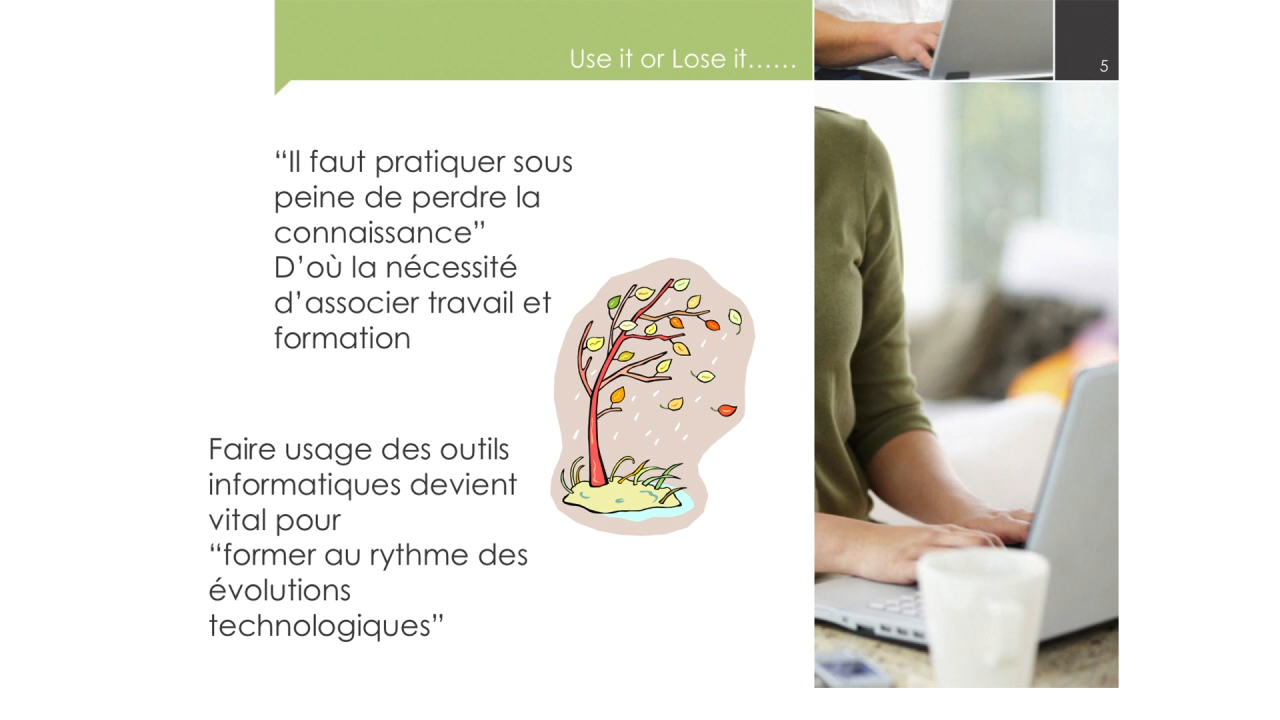 Use it or Lose it……
5
“Il faut pratiquer sous
peine de perdre la
connaissance”
D’où la nécessité
d’associer travail et
formation
Faire usage des outils
informatiques devient
vital pour
“former au rythme des
évolutions
technologiques”